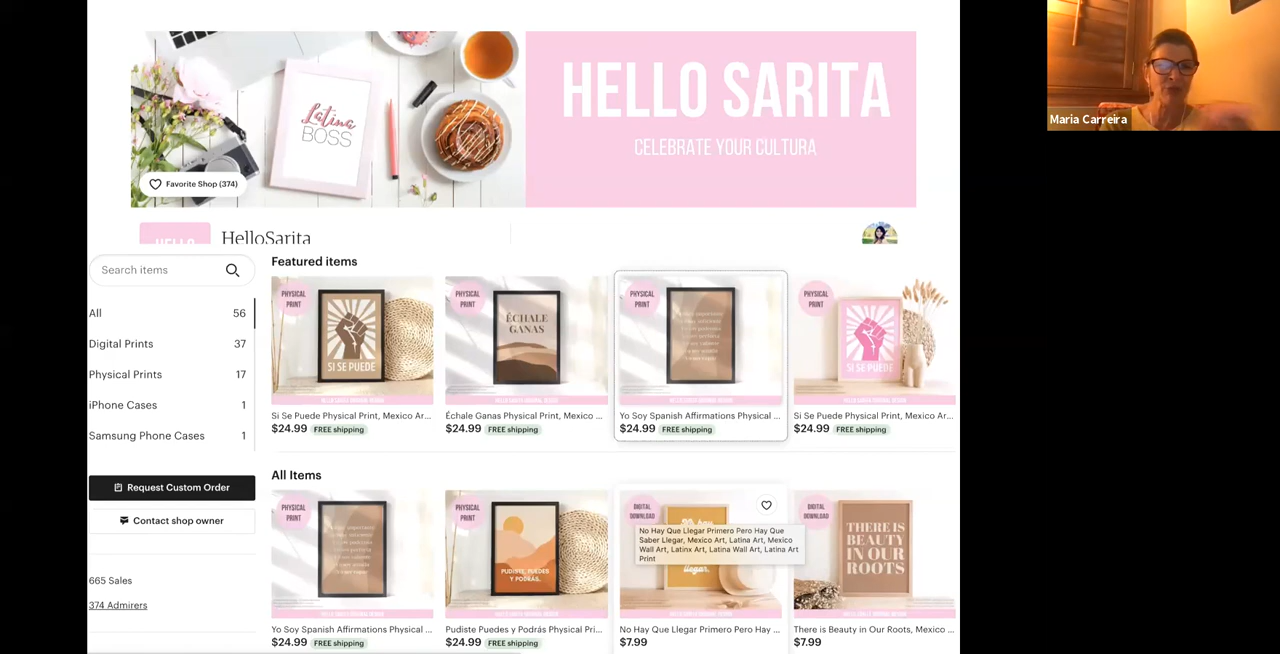 Latina
BOSS
HELLO SARITA
CELEBRATE YOUR CULTURA
Favorite Shop (374)
Maria Carreira
HELLO
HelloSarita
Search items
All 56
Digital Prints 37
Physical Prints 17
iPhone Cases 1
Samsung Phone Cases 1
Request Custom Order
Contact shop owner
665 Sales
374 Admirers
Featured items
PHYSICAL
PRINT
SI SE PUEDE
Si Se Puede Physical Print, Mexico Ar...
$24.99 FREE shipping
PHYSICAL
PRINT
ÉCHALE
GANAS
Échale Ganas Physical Print, Mexico ...
$24.99 FREE shipping
PHYSICAL
PRINT
Yo Soy Spanish Affirmations Physical ...
$24.99 FREE shipping
PHYSICAL
PRINT
SI SE PUEDE
Si Se Puede Physical Print, Mexico Ar...
$24.99 FREE shipping
All Items
PHYSICAL
PRINT
Yo Soy Spanish Affirmations Physical ...
$24.99 FREE shipping
PHYSICAL
PRINT
PUDISTE, PUEDES
Y PODRÁS.
Pudiste Puedes y Podrás Physical Pri...
$24.99 FREE shipping
DIGITAL
DOWNLOAD
No hay
llegar.
No Hay Que Llegar Primero Pero Hay Que
Saber Llegar, Mexico Art, Latina Art, Mexico
Wall Art, Latinx Art, Latina Wall Art, Latina Art
Print
No Hay Que Llegar Primero Pero Hay ...
$7.99
DIGITAL
DOWNLOAD
THERE IS
BEAUTY
IN OUR
ROOTS
There is Beauty in Our Roots, Mexico ...
$7.99